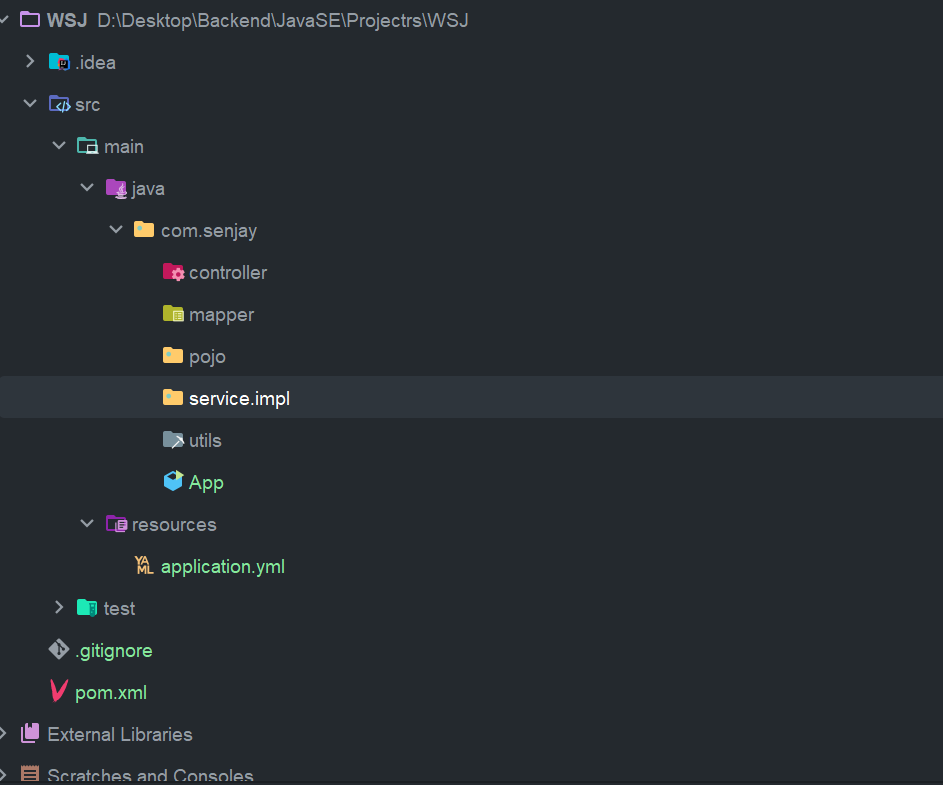 WSJ D:\Desktop\Backend\JavaSE\Projectrs\WSJ
.idea
src
main
java
com.senjay
controller
mapper
pojo
service.impl
utils
App
resources
YAML application.yml
test
.gitignore
pom.xml
External Libraries
Scratches and Consoles